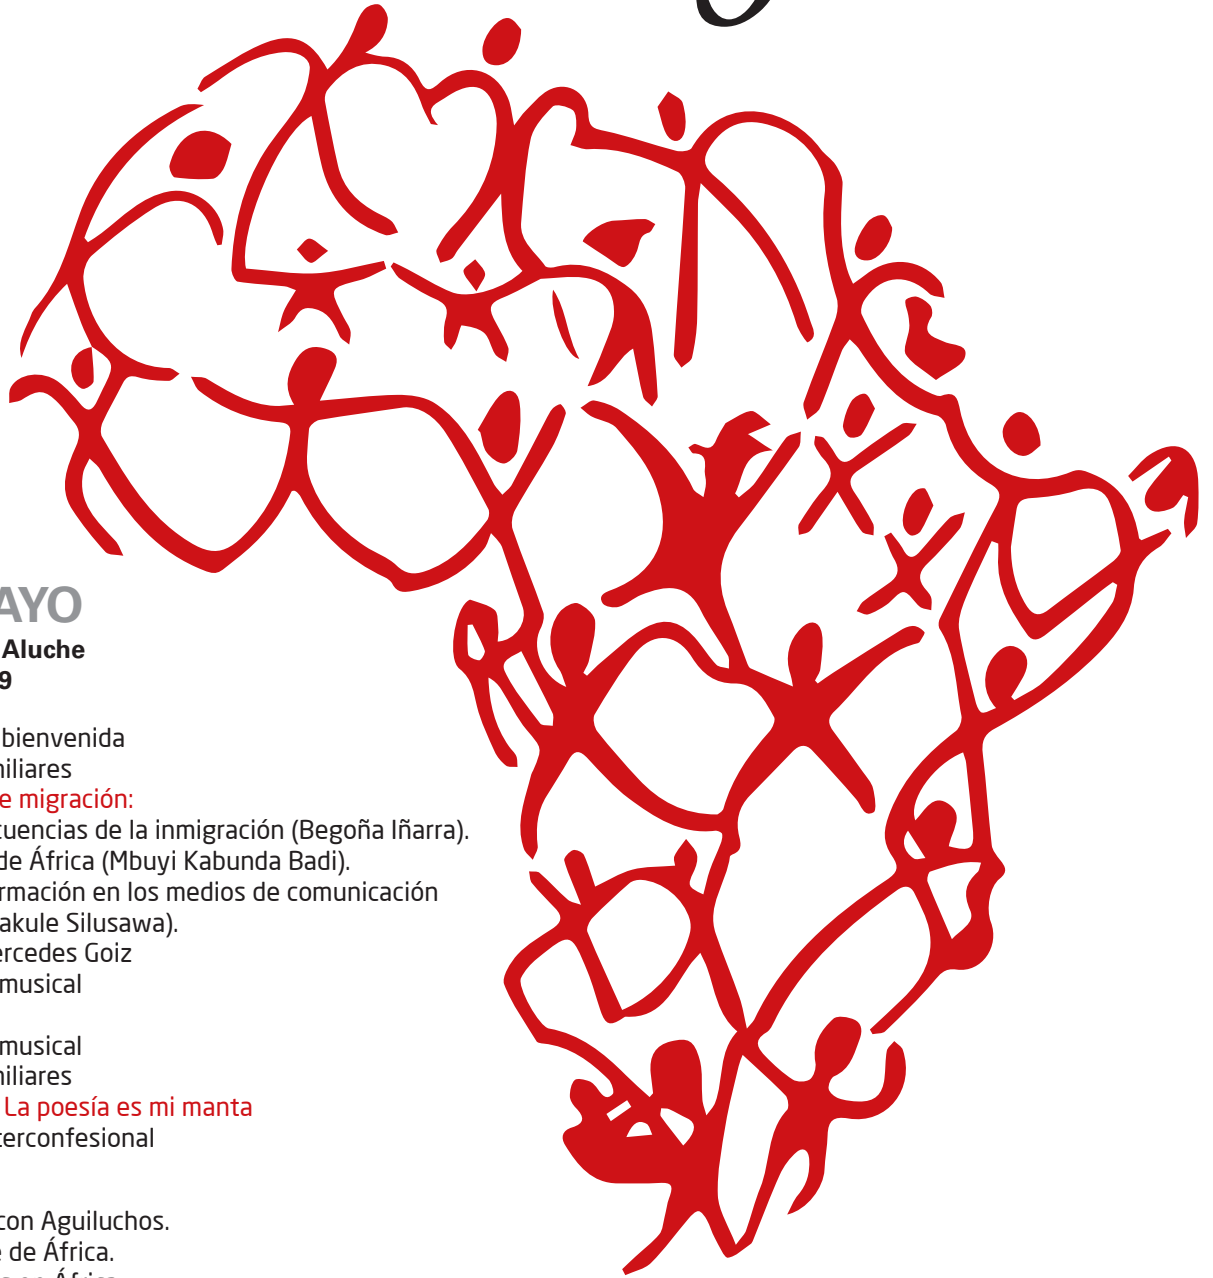 AYO
Aluche
9
bienvenida
niliares
e migración:
cuencias de la inmigración (Begoña Iñarra).
de África (Mbuyi Kabunda Badi).
rmación en los medios de comunicación
akule Silusawa).
ercedes Goiz
musical
musical
niliares
La poesía es mi manta
terconfesional
con Aguiluchos.
e de África.